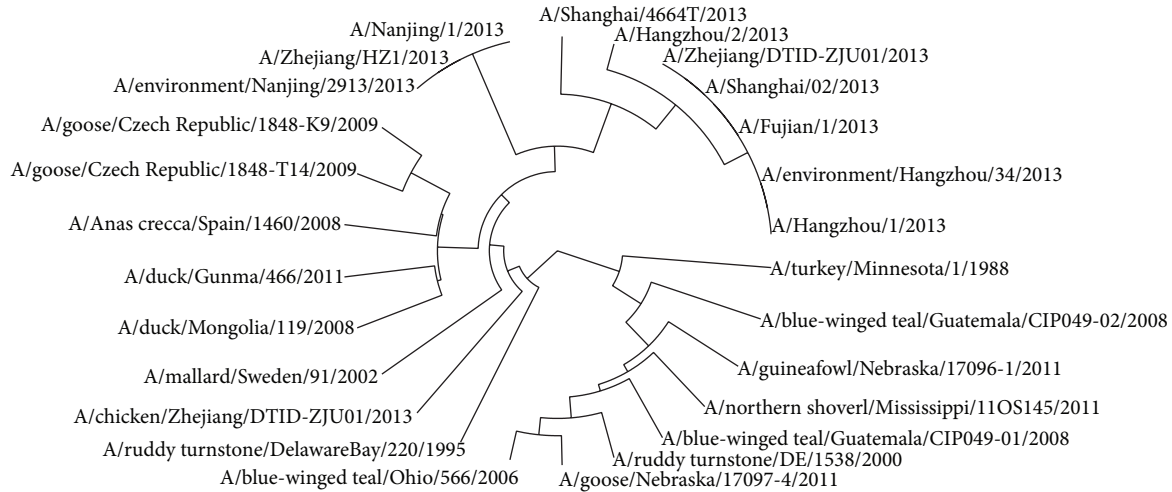 A/Shanghai/4664T/2013
A/Nanjing/1/2013
A/Hangzhou/2/2013
A/Zhejiang/HZ1/2013
A/Zhejiang/DTID-ZJU01/2013
A/environment/Nanjing/2913/2013
A/Shanghai/02/2013
A/goose/Czech Republic/1848-K9/2009
A/Fujian/1/2013
A/goose/Czech Republic/1848-T14/2009
A/environment/Hangzhou/34/2013
A/Anas crecca/Spain/1460/2008
A/Hangzhou/1/2013
A/duck/Gunma/466/2011
A/turkey/Minnesota/1/1988
A/duck/Mongolia/119/2008
A/blue-winged teal/Guatemala/CIP049-02/2008
A/mallard/Sweden/91/2002
A/guineafowl/Nebraska/17096-1/2011
A/chicken/Zhejiang/DTID-ZJU01/2013
A/northern shoverl/Mississippi/11OS145/2011
A/ruddy turnstone/DelawareBay/220/1995
A/blue-winged teal/Guatemala/CIP049-01/2008
A/ruddy turnstone/DE/1538/2000
A/blue-winged teal/Ohio/566/2006
A/goose/Nebraska/17097-4/2011